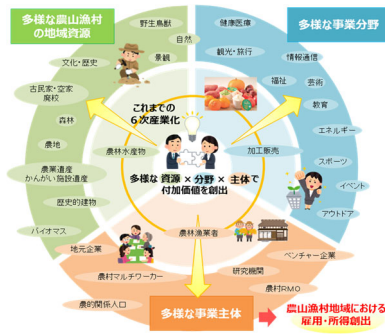 多様な農山漁村
の地域資源
多様な事業分野
野生鳥獣
自然
景観
文化・歴史
古民家・空家
廃校
森林
農地
農業遺産
かんがい施設遺産
歴史的建物
バイオマス
健康医療
観光・旅行
情報通信
福祉
芸術
教育
エネルギー
スポーツ
イベント
アウトドア
これまでの
６次産業化
農林水産物
加工販売
多様な 資源 × 分野 × 主体で
付加価値を創出
農林漁業者
地元企業
農村マルチワーカー
農的関係人口
ベンチャー企業
研究機関
農村RMO
多様な事業主体
農山漁村地域における
雇用・所得創出